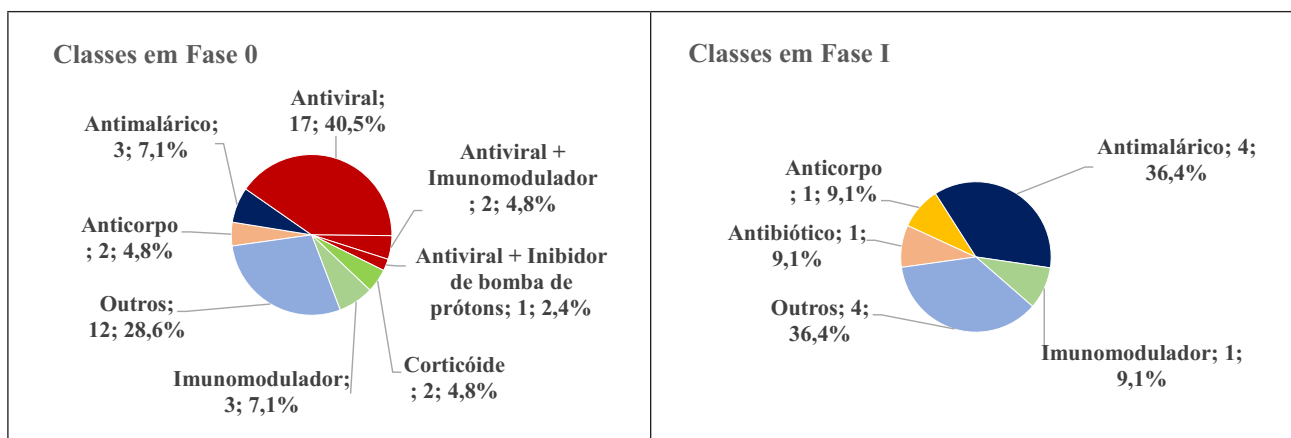 Classes em Fase 0
Antiviral;
17; 40,5%
Antimalárico;
3; 7,1%
Antiviral +
Imunomodulador
; 2; 4,8%
Anticorpo
; 2; 4,8%
Antiviral + Inibidor
de bomba de
prótons; 1; 2,4%
Outros;
12; 28,6%
Corticóide
; 2; 4,8%
Imunomodulador;
3; 7,1%
Classes em Fase I
Antimalárico; 4;
36,4%
Anticorpo
; 1; 9,1%
Antibiótico; 1;
9,1%
Outros; 4;
36,4%
Imunomodulador; 1;
9,1%